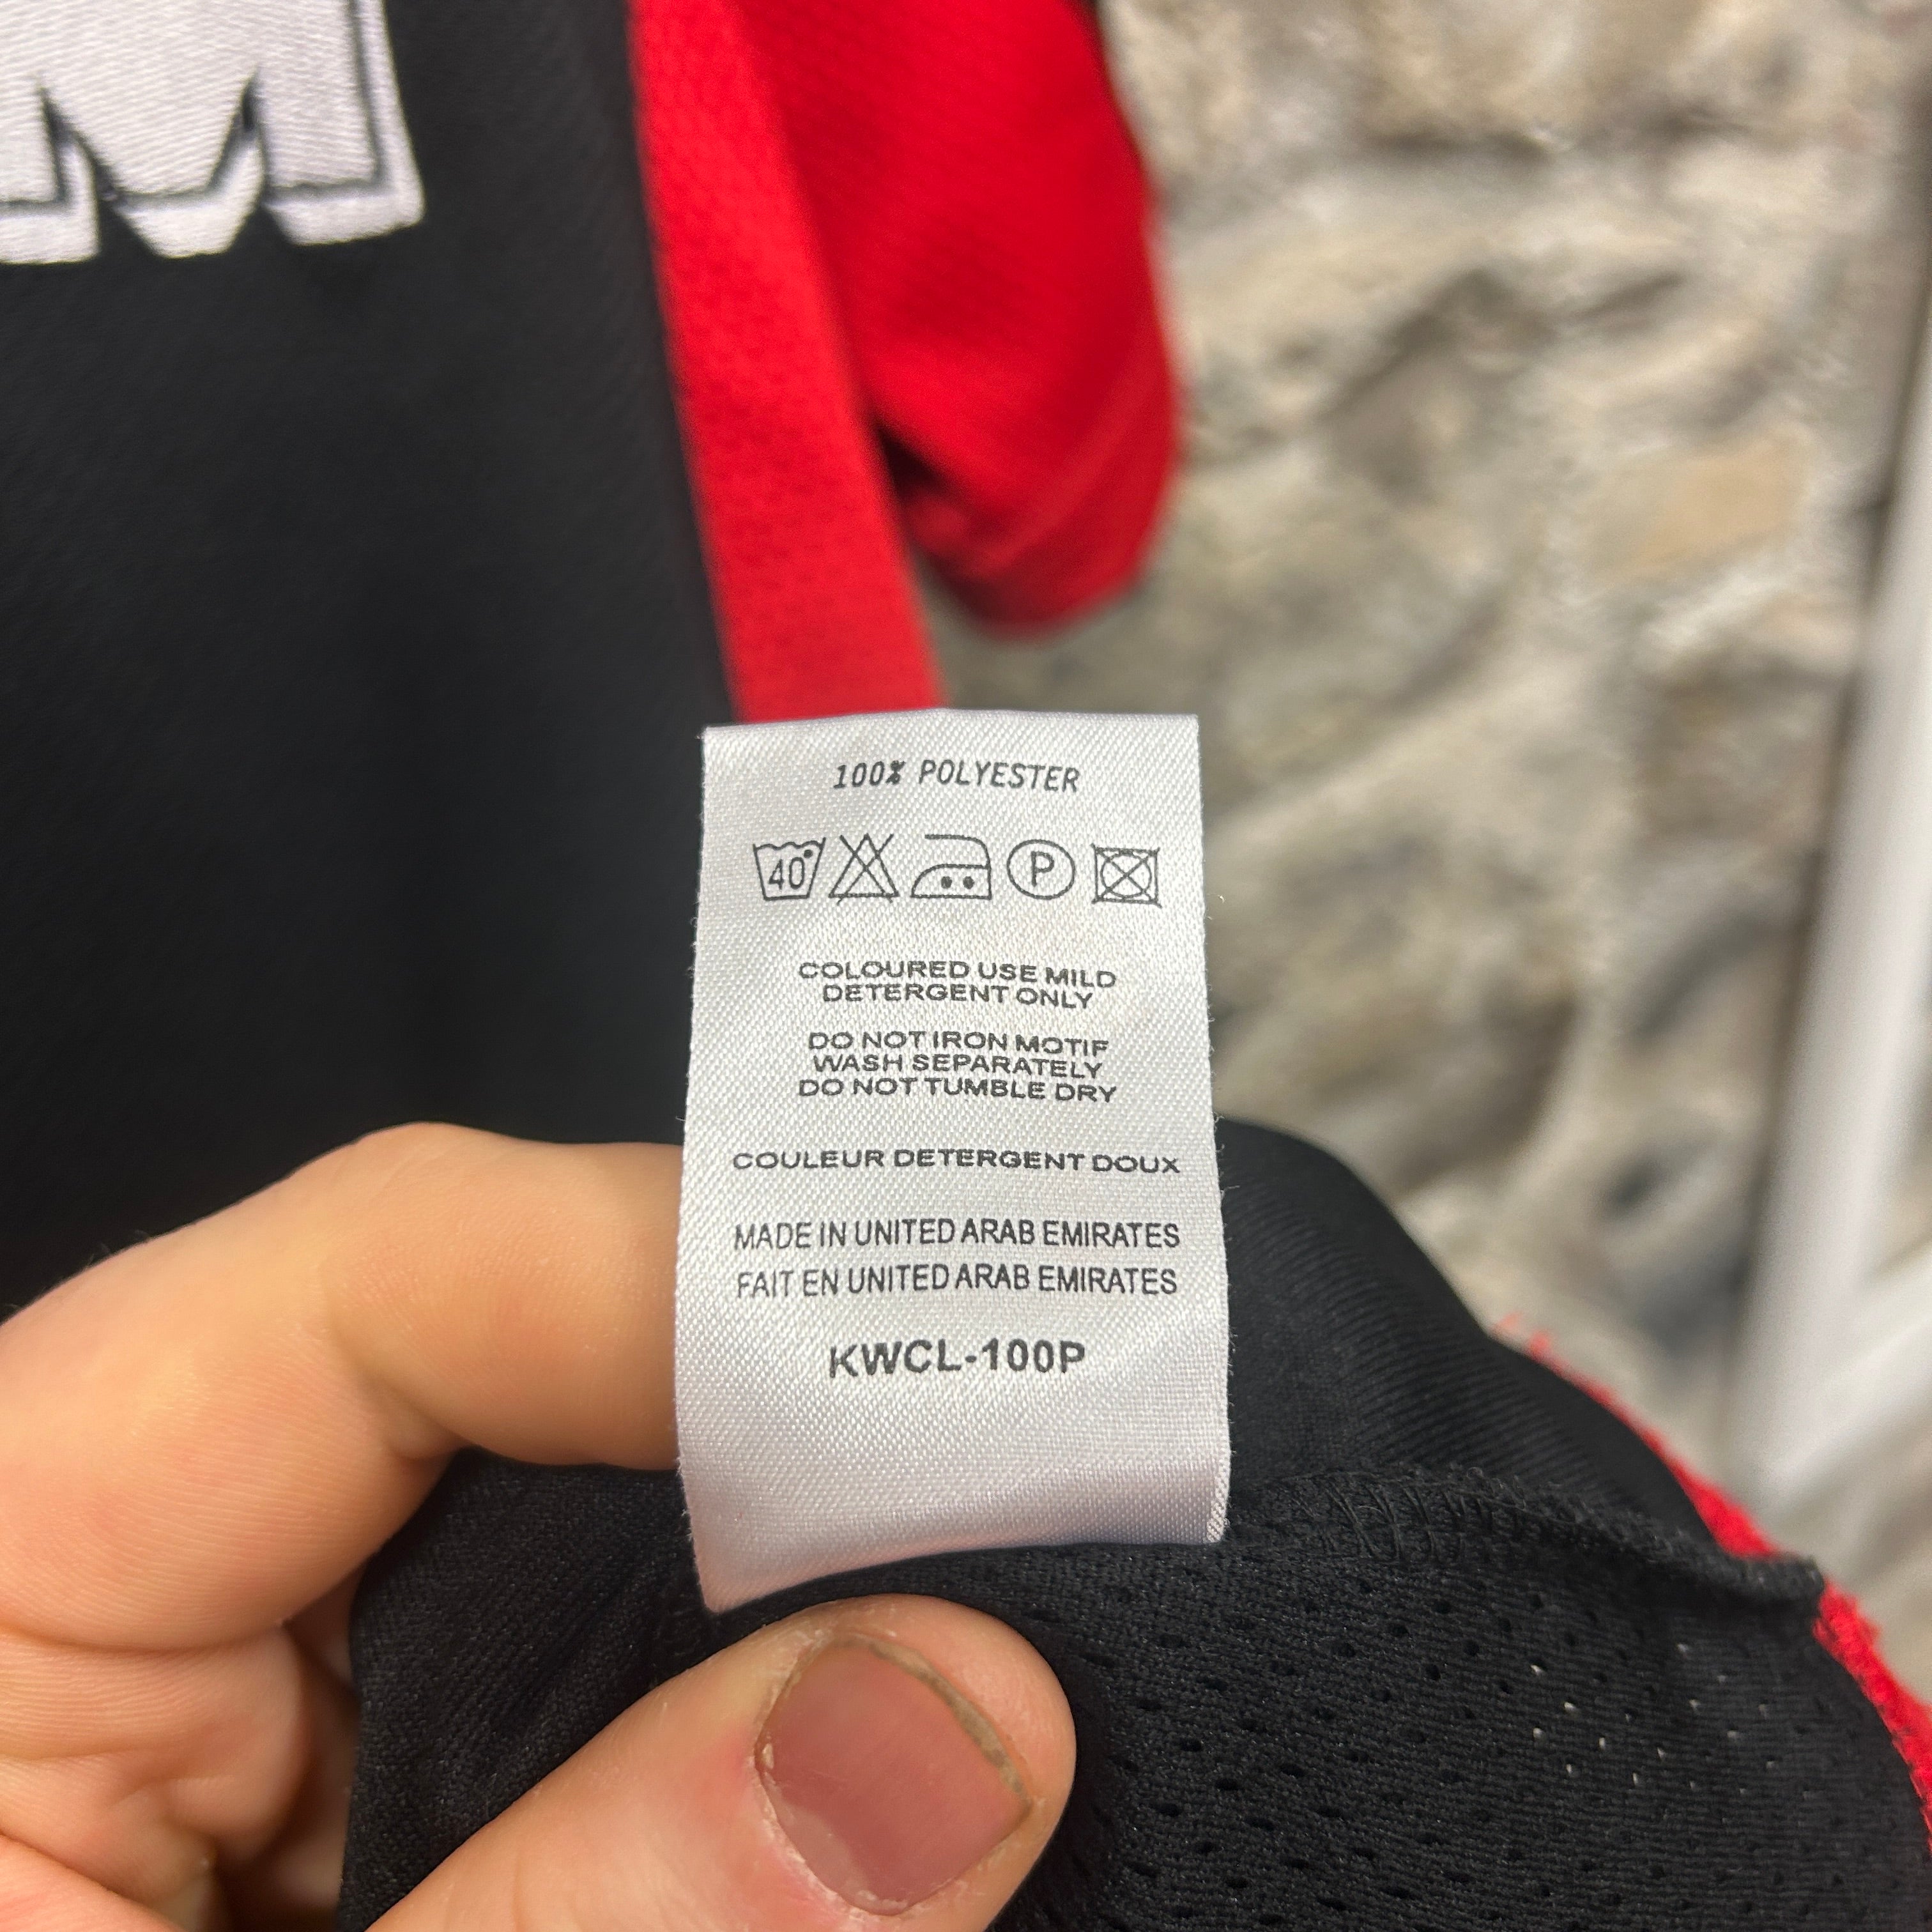 M
100% POLYESTER
40°
P
COLOURED USE MILD
DETERGENT ONLY
DO NOT IRON MOTIF
WASH SEPARATELY
DO NOT TUMBLE DRY
COULEUR DETERGENT DOUX
MADE IN UNITED ARAB EMIRATES
FAIT EN UNITED ARAB EMIRATES
KWCL-100P